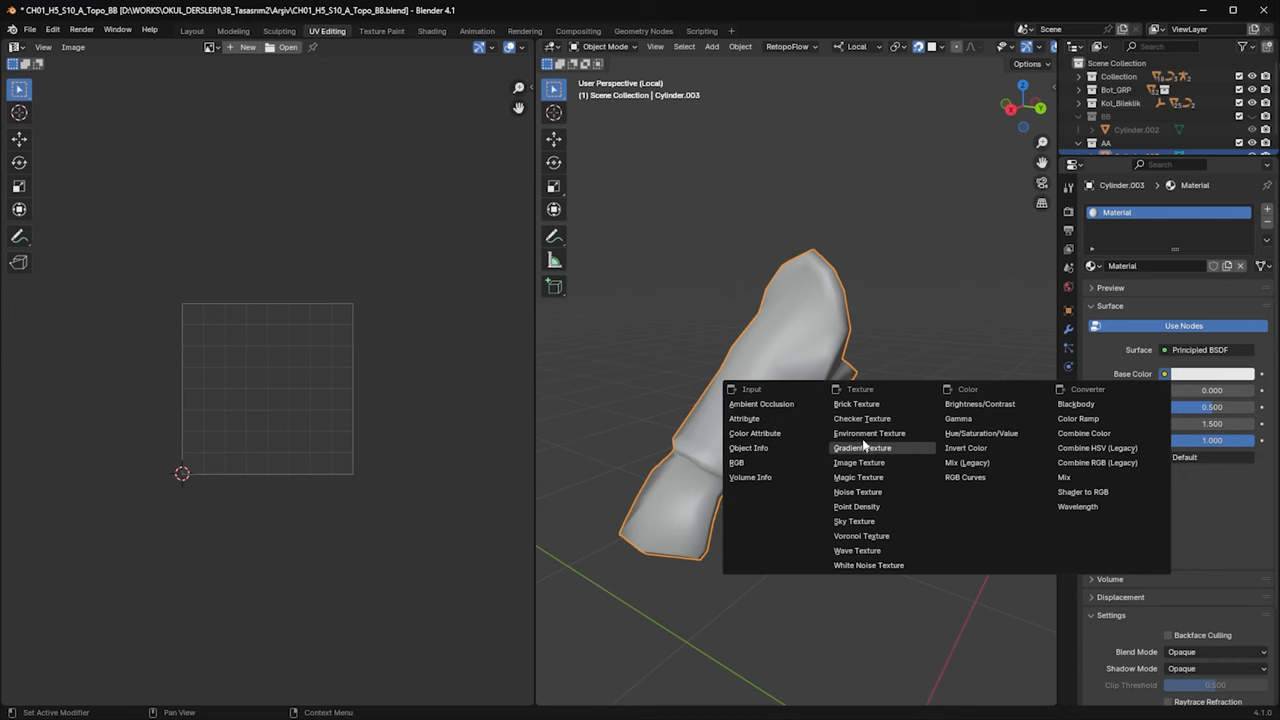 * CH01_H5_S10_A_Topo_BB [D:\WORKS\OKUL_DERSLERI\3B_Tasasrım2\Arşiv\CH01_H5_S10_A_Topo_BB.blend] - Blender 4.1
File Edit Render Window Help
Layout Modeling Sculpting UV Editing Texture Paint Shading Animation Rendering Compositing Geometry Nodes Scripting
Scene ViewLayer
View Image New Open
Object Mode View Select Add Object RetopoFlow Local
Search
Options
User Perspective (Local)
(1) Scene Collection | Cylinder.003
Scene Collection
Collection
Bot_GRP
Kol_Bileklik
BB
Cylinder.002
AA
Search
Cylinder.003 > Material
Material
Material
Preview
Surface
Use Nodes
Surface Principled BSDF
Base Color
0.000
0.500
1.500
1.000
Default
Input
Ambient Occlusion
Attribute
Color Attribute
Object Info
RGB
Volume Info
Texture
Brick Texture
Checker Texture
Environment Texture
Gradient Texture
Image Texture
Magic Texture
Noise Texture
Point Density
Sky Texture
Voronoi Texture
Wave Texture
White Noise Texture
Color
Brightness/Contrast
Gamma
Hue/Saturation/Value
Invert Color
Mix (Legacy)
RGB Curves
Converter
Blackbody
Color Ramp
Combine Color
Combine HSV (Legacy)
Combine RGB (Legacy)
Mix
Shader to RGB
Wavelength
Volume
Displacement
Settings
Backface Culling
Blend Mode Opaque
Shadow Mode Opaque
Clip Threshold 0.500
Raytrace Refraction
Set Active Modifier Pan View Context Menu 4.1.0